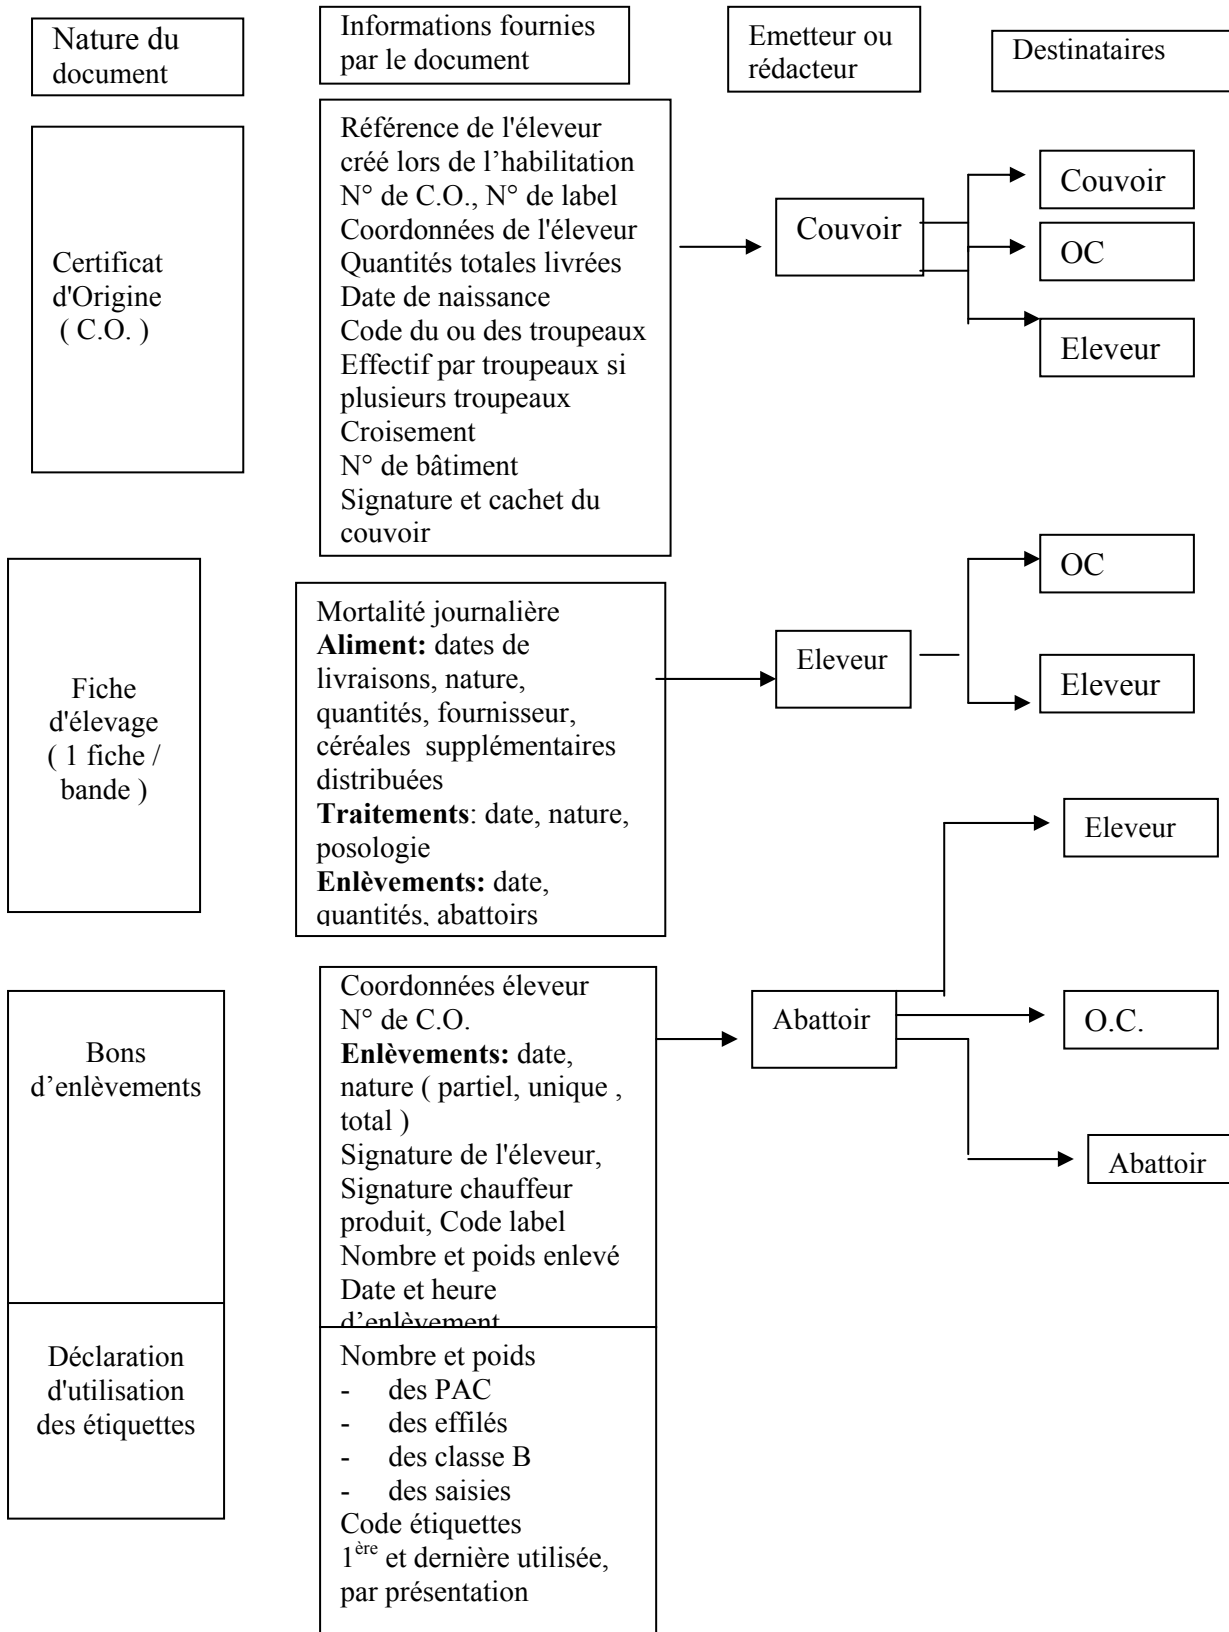 Nature du
document
Informations fournies
par le document
Emetteur ou
rédacteur
Destinataires
Certificat
d'Origine
( C.O. )
Référence de l'éleveur
créé lors de l’habilitation
N° de C.O., N° de label
Coordonnées de l'éleveur
Quantités totales livrées
Date de naissance
Code du ou des troupeaux
Effectif par troupeaux si
plusieurs troupeaux
Croisement
N° de bâtiment
Signature et cachet du
couvoir
Couvoir
Couvoir
OC
Eleveur
Fiche
d'élevage
( 1 fiche /
bande )
Mortalité journalière
Aliment: dates de
livraisons, nature,
quantités, fournisseur,
céréales supplémentaires
distribuées
Traitements: date, nature,
posologie
Enlèvements: date,
quantités, abattoirs
Eleveur
OC
Eleveur
Bons
d’enlèvements
Coordonnées éleveur
N° de C.O.
Enlèvements: date,
nature ( partiel, unique ,
total )
Signature de l'éleveur,
Signature chauffeur
produit, Code label
Nombre et poids enlevé
Date et heure
d’enlèvement
Abattoir
Eleveur
O.C.
Abattoir
Déclaration
d'utilisation
des étiquettes
Nombre et poids
- des PAC
- des effilés
- des classe B
- des saisies
Code étiquettes
1ère et dernière utilisée,
par présentation